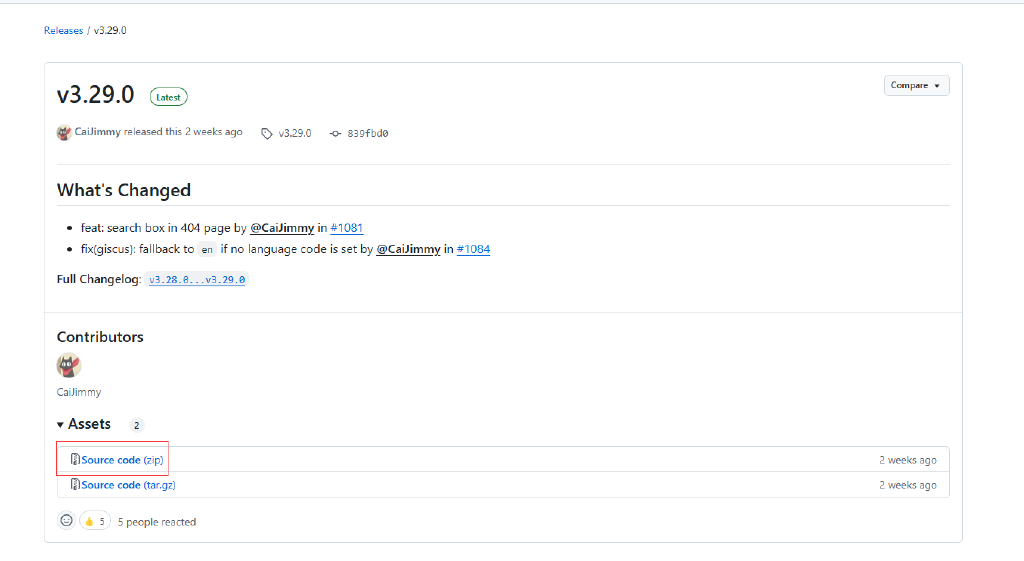 Releases / v3.29.0
v3.29.0 Latest Compare
CaiJimmy released this 2 weeks ago v3.29.0 839fbd0
What's Changed
feat: search box in 404 page by @CaiJimmy in #1081
fix(giscus): fallback to en if no language code is set by @CaiJimmy in #1084
Full Changelog: v3.28.0...v3.29.0
Contributors
CaiJimmy
Assets 2
Source code (zip) 2 weeks ago
Source code (tar.gz) 2 weeks ago
👍 5 5 people reacted